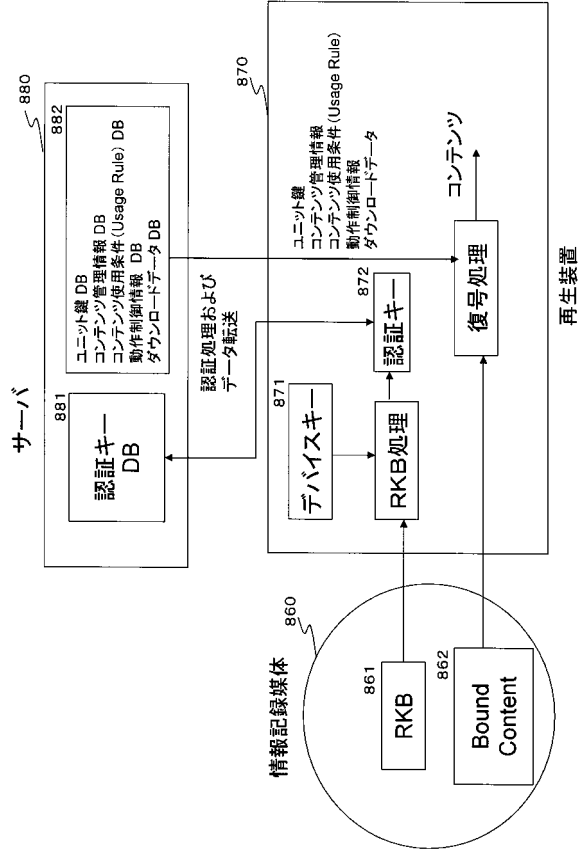 サーバ
880
881
認証キー
DB
882
ユニット鍵 DB
コンテンツ管理情報 DB
コンテンツ使用条件(Usage Rule) DB
動作制御情報 DB
ダウンロードデータ DB
認証処理および
データ転送
870
ユニット鍵
コンテンツ管理情報
コンテンツ使用条件(Usage Rule)
動作制御情報
ダウンロードデータ
871
デバイスキー
872
認証キー
RKB処理
復号処理
コンテンツ
再生装置
情報記録媒体
860
861
RKB
862
Bound
Content